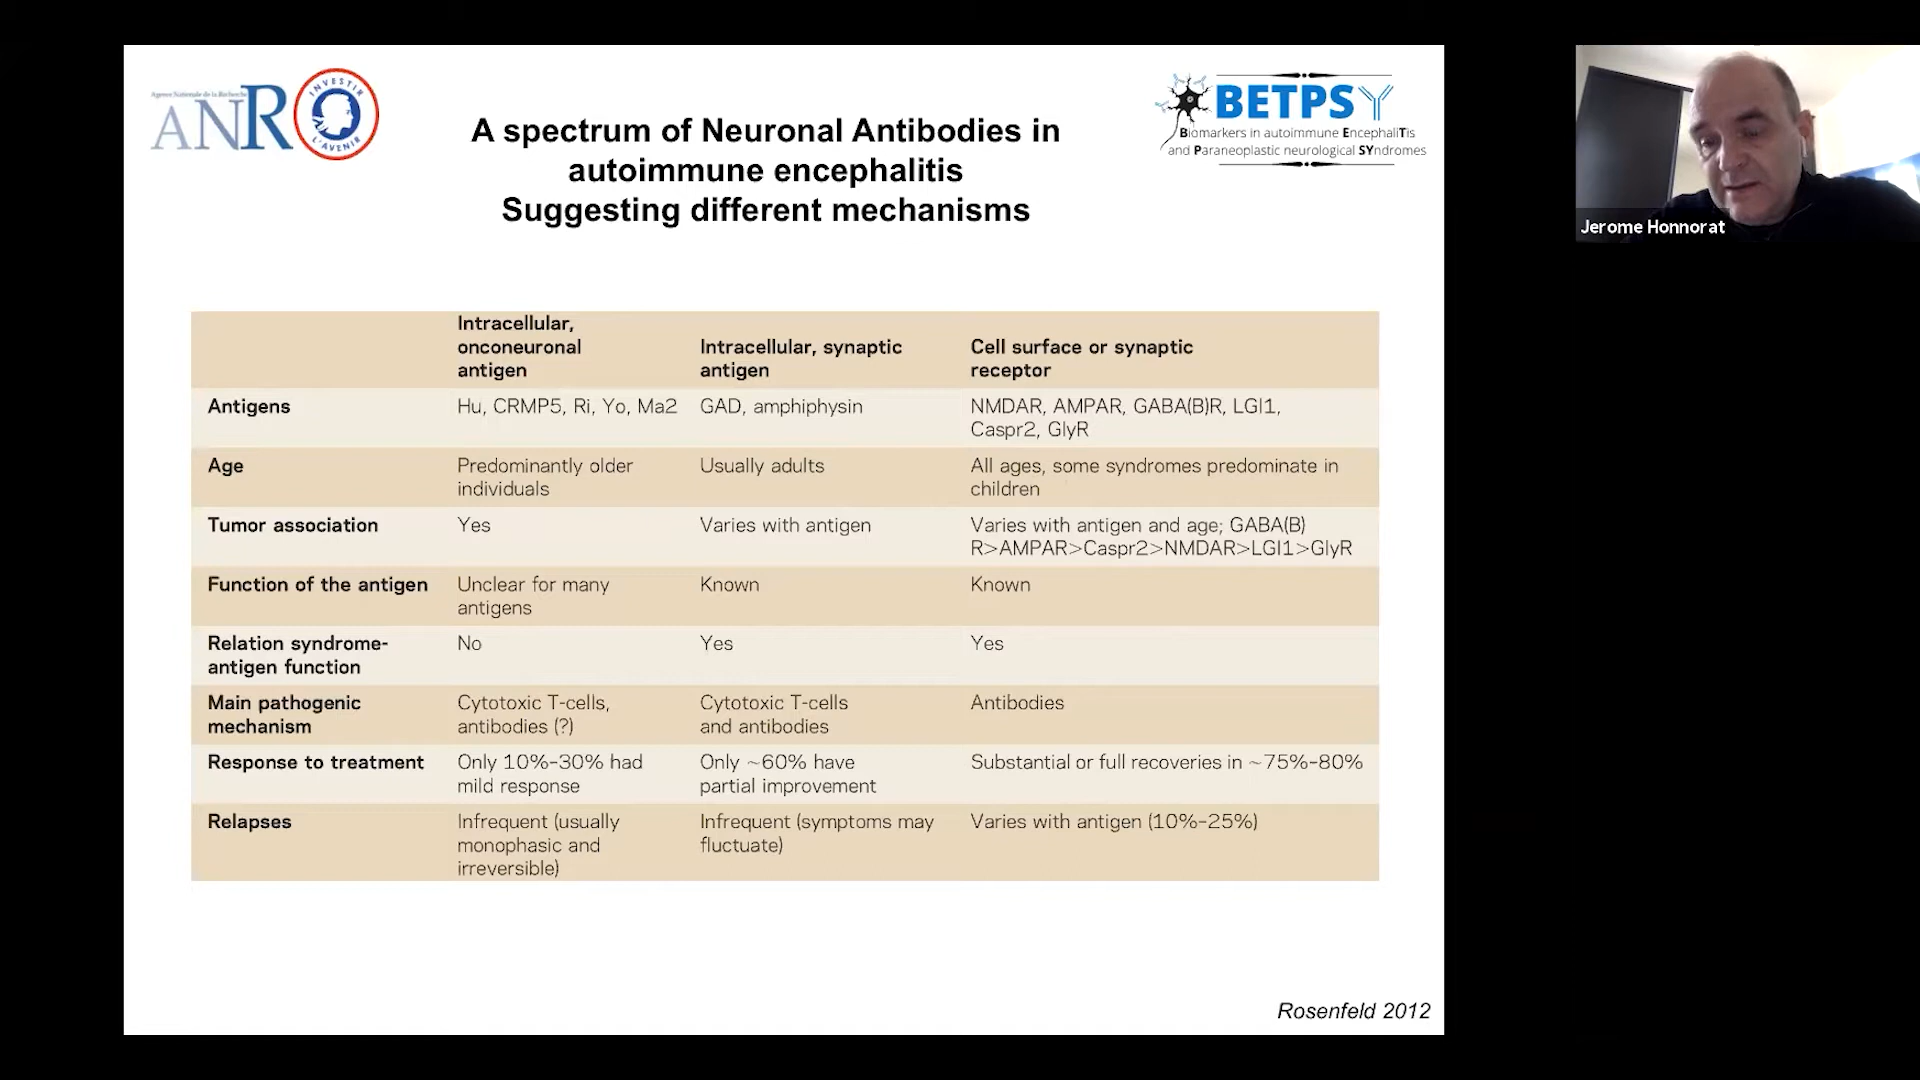 Agence Nationale de la Recherche
ANR
INVESTIR
L'AVENIR
BETPSY
Biomarkers in autoimmune EncephaliTis
and Paraneoplastic neurological SYndromes
A spectrum of Neuronal Antibodies in
autoimmune encephalitis
Suggesting different mechanisms
Jerome Honnorat
Intracellular,
onconeuronal
antigen
Intracellular, synaptic
antigen
Cell surface or synaptic
receptor
Antigens
Hu, CRMP5, Ri, Yo, Ma2
GAD, amphiphysin
NMDAR, AMPAR, GABA(B)R, LGI1,
Caspr2, GlyR
Age
Predominantly older
individuals
Usually adults
All ages, some syndromes predominate in
children
Tumor association
Yes
Varies with antigen
Varies with antigen and age; GABA(B)
R>AMPAR>Caspr2>NMDAR>LGI1>GlyR
Function of the antigen
Unclear for many
antigens
Known
Known
Relation syndrome-
antigen function
No
Yes
Yes
Main pathogenic
mechanism
Cytotoxic T-cells,
antibodies (?)
Cytotoxic T-cells
and antibodies
Antibodies
Response to treatment
Only 10%–30% had
mild response
Only ~60% have
partial improvement
Substantial or full recoveries in ~75%–80%
Relapses
Infrequent (usually
monophasic and
irreversible)
Infrequent (symptoms may
fluctuate)
Varies with antigen (10%–25%)
Rosenfeld 2012